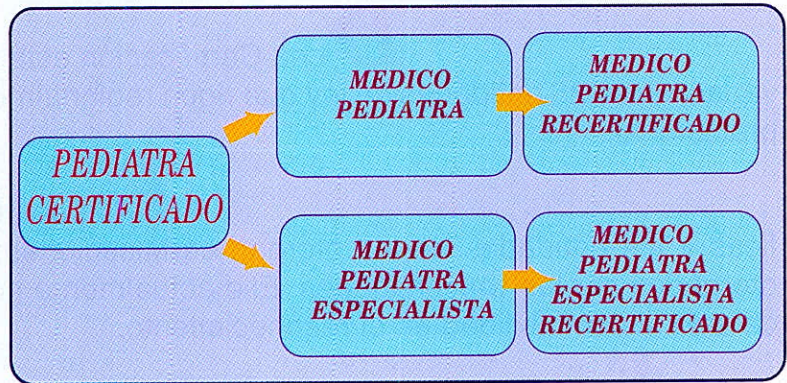 PEDIATRA
CERTIFICADO
MEDICO
PEDIATRA
MEDICO
PEDIATRA
RECERTIFICADO
MEDICO
PEDIATRA
ESPECIALISTA
MEDICO
PEDIATRA
ESPECIALISTA
RECERTIFICADO